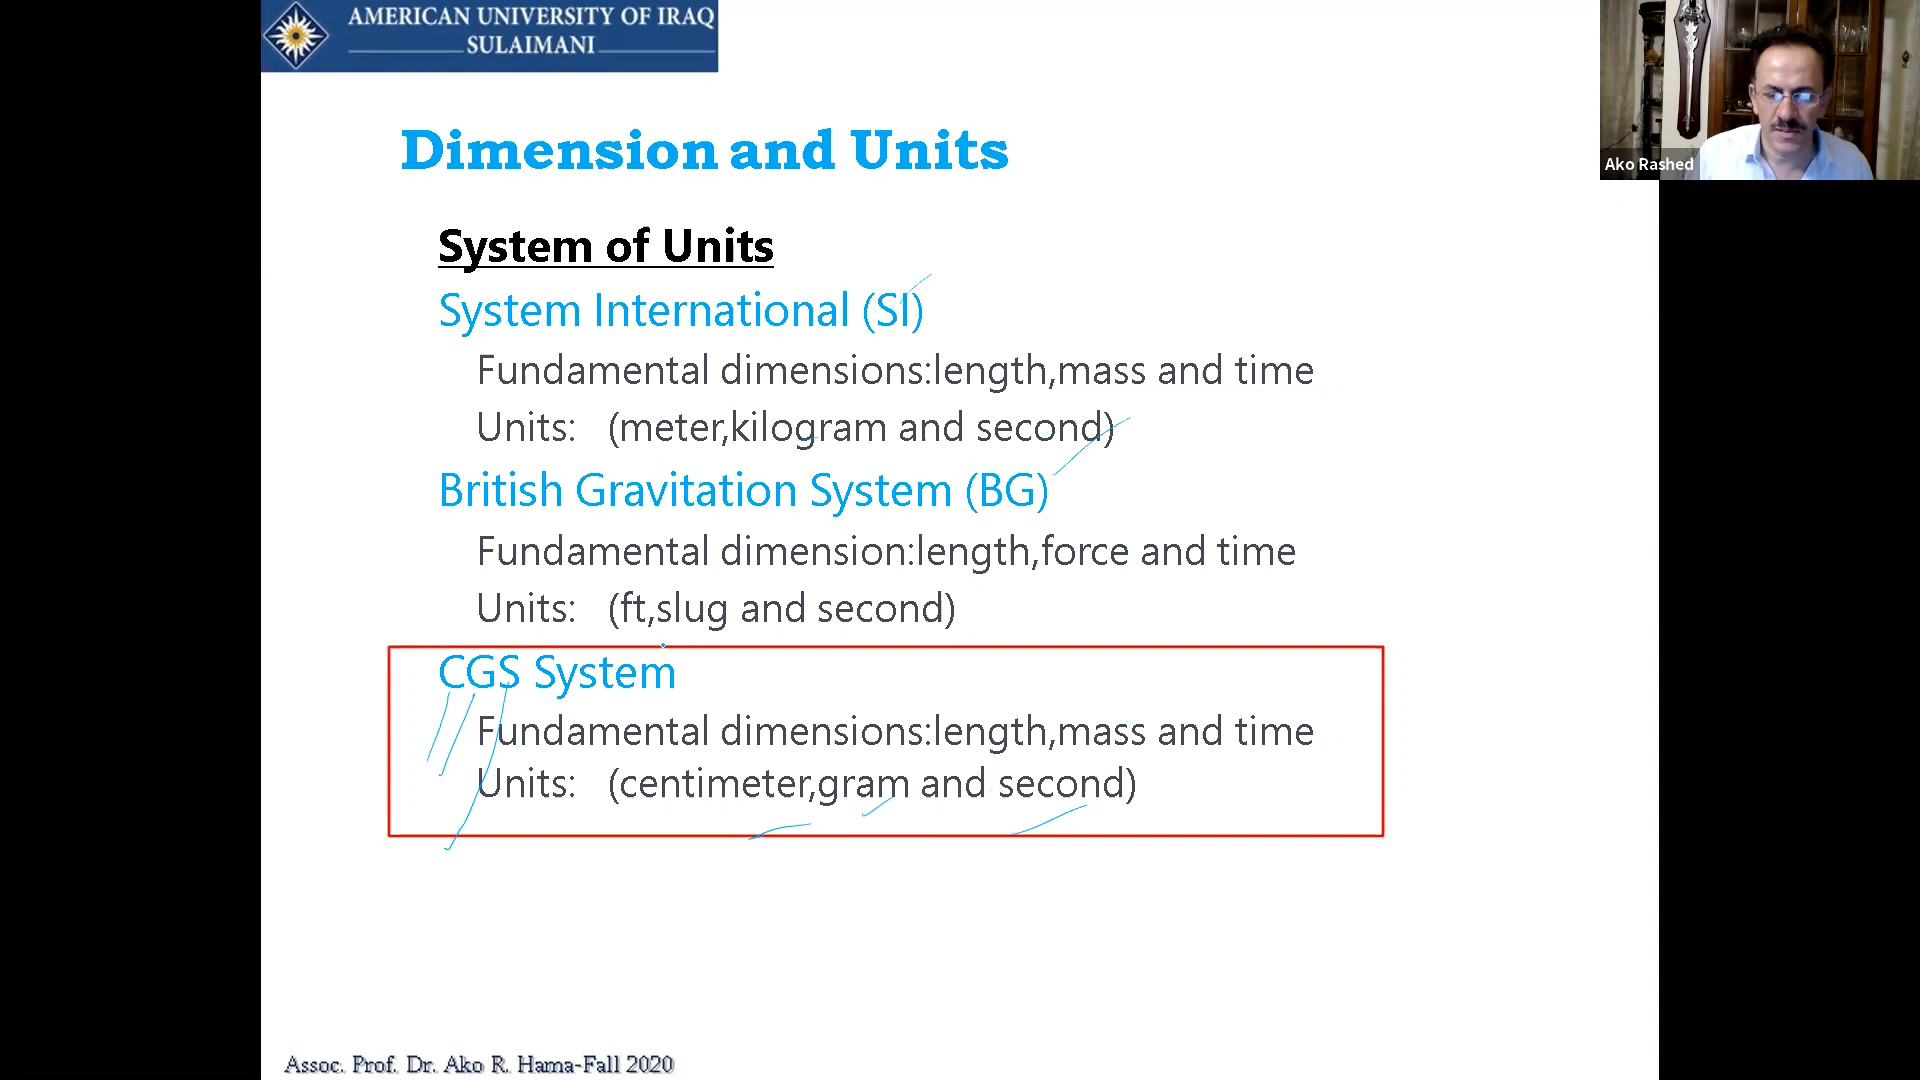 AMERICAN UNIVERSITY OF IRAQ
SULAIMANI
Ako Rashed
Dimension and Units
System of Units
System International (SI)
Fundamental dimensions:length,mass and time
Units: (meter,kilogram and second)
British Gravitation System (BG)
Fundamental dimension:length,force and time
Units: (ft,slug and second)
CGS System
Fundamental dimensions:length,mass and time
Units: (centimeter,gram and second)
Assoc. Prof. Dr. Ako R. Hama-Fall 2020